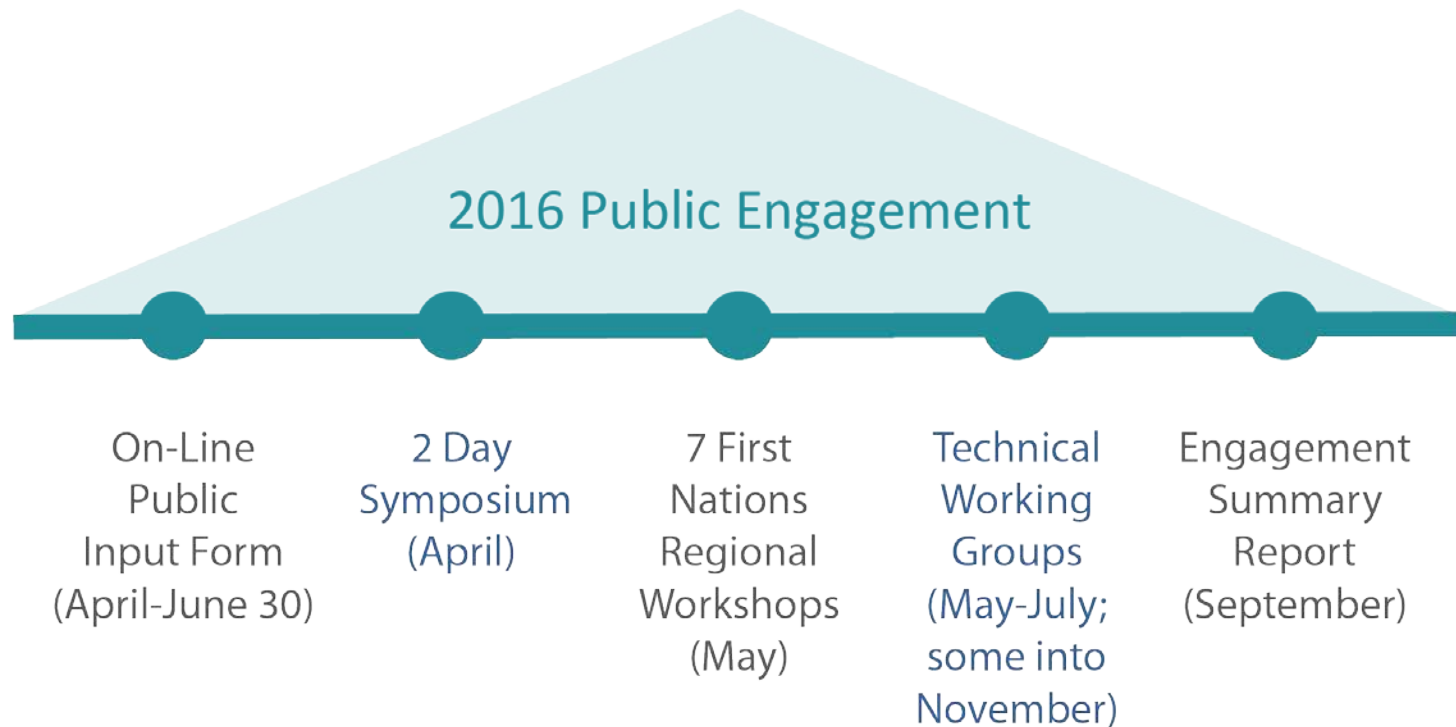 2016 Public Engagement
On-Line
Public
Input Form
(April-June 30)
2 Day
Symposium
(April)
7 First
Nations
Regional
Workshops
(May)
Technical
Working
Groups
(May-July;
some into
November)
Engagement
Summary
Report
(September)